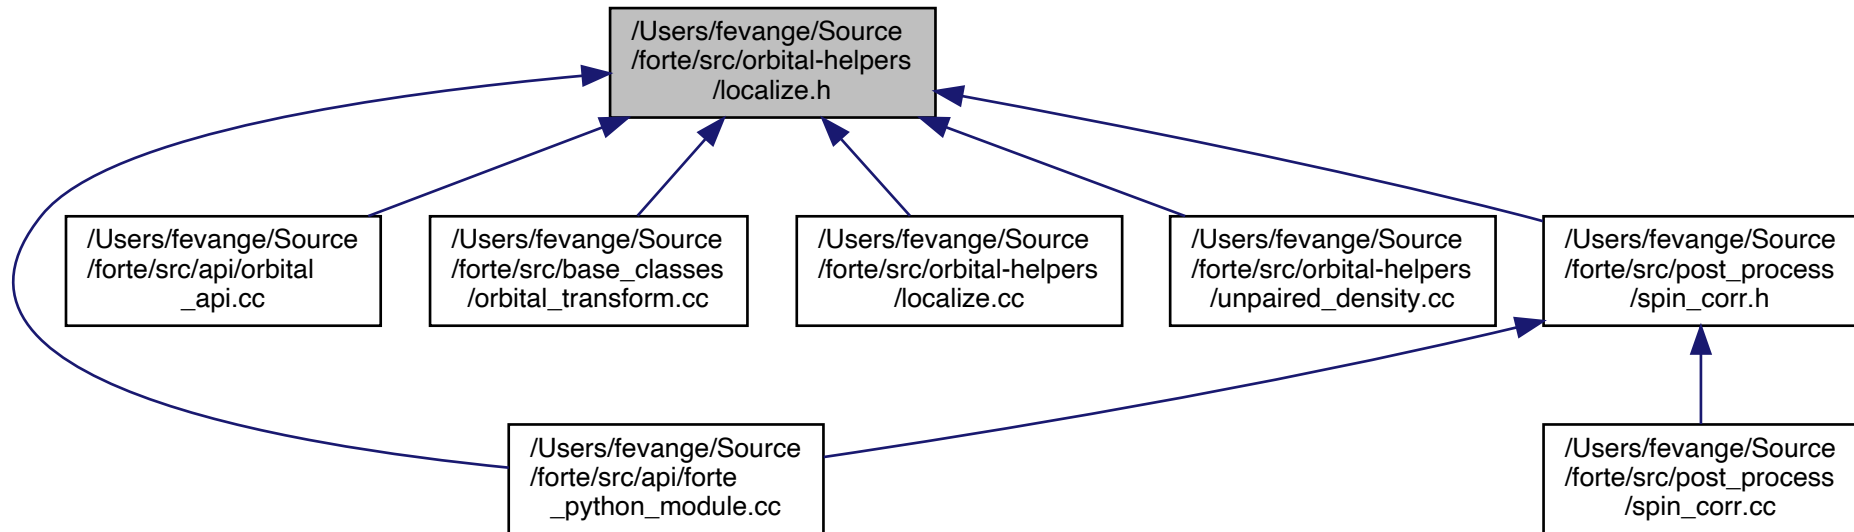 /Users/fevange/Source
/forte/src/orbital-helpers
/localize.h
/Users/fevange/Source
/forte/src/api/orbital
_api.cc
/Users/fevange/Source
/forte/src/base_classes
/orbital_transform.cc
/Users/fevange/Source
/forte/src/orbital-helpers
/localize.cc
/Users/fevange/Source
/forte/src/orbital-helpers
/unpaired_density.cc
/Users/fevange/Source
/forte/src/post_process
/spin_corr.h
/Users/fevange/Source
/forte/src/api/forte
_python_module.cc
/Users/fevange/Source
/forte/src/post_process
/spin_corr.cc